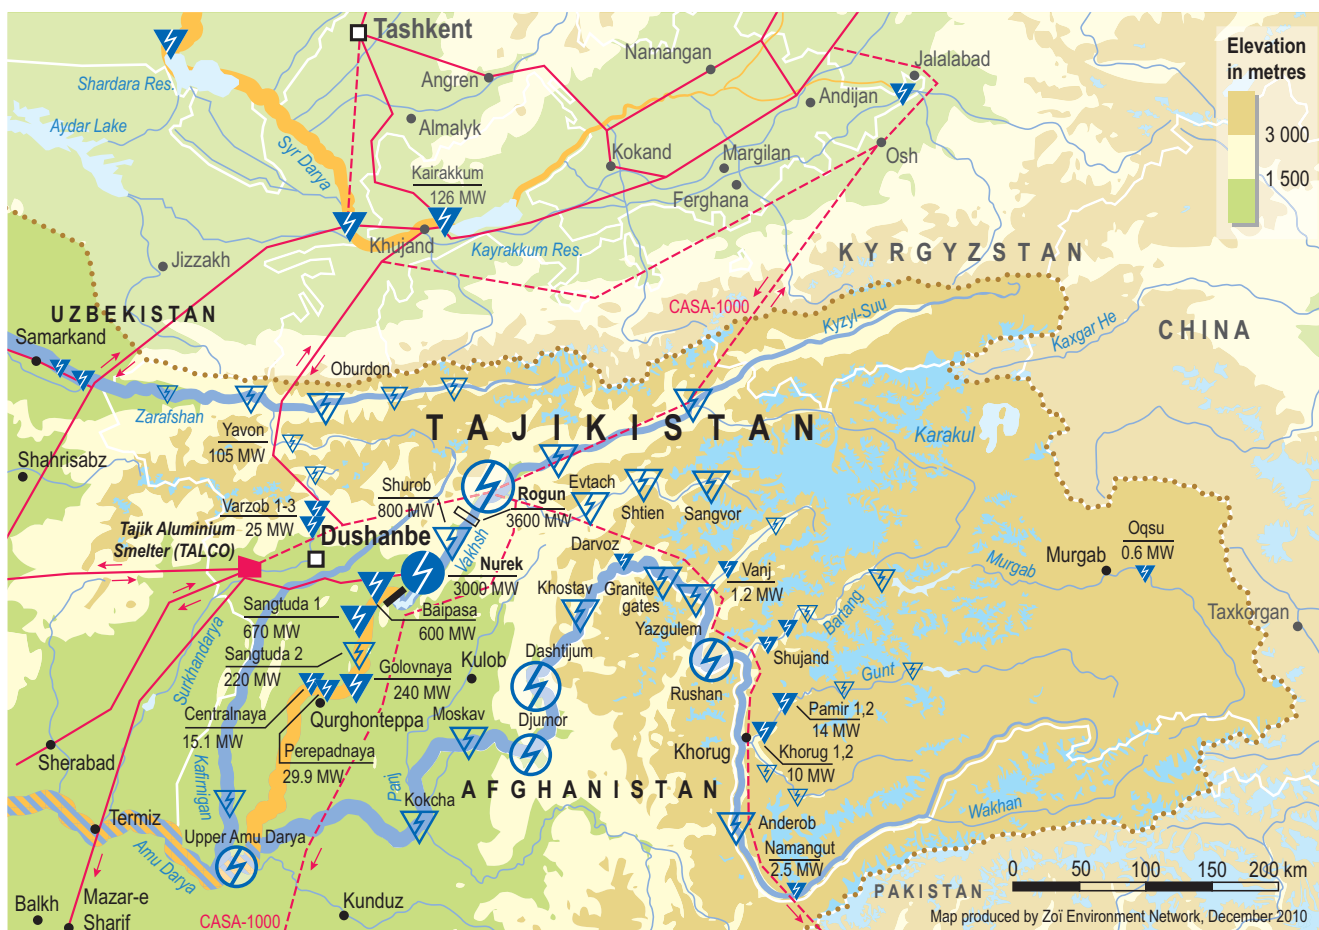 Tashkent
Elevation
in metres
3 000
1 500
Shardara Res.
Aydar Lake
Syr Darya
Angren
Almalyk
Namangan
Jalalabad
Andijan
Kokand
Margilan
Osh
Ferghana
Kairakkum
126 MW
Khujand
Kayrakkum Res.
Jizzakh
KYRGYZSTAN
CASA-1000
Kyzyl-Suu
Kaxgar He
CHINA
UZBEKISTAN
Samarkand
Oburdon
Zarafshan
TAJIKISTAN
Karakul
Yavon
105 MW
Shahrisabz
Varzob 1-3
25 MW
Tajik Aluminium
Smelter (TALCO)
Dushanbe
Shurob
800 MW
Rogun
3600 MW
Vakhsh
Evtach
Shtien
Sangvor
Darvoz
Nurek
3000 MW
Khostav
Granite
gates
Vanj
1.2 MW
Yazgulem
Bartang
Murgab
Murgab
Oqsu
0.6 MW
Taxkorgan
Baipasa
600 MW
Sangtuda 1
670 MW
Sangtuda 2
220 MW
Golovnaya
240 MW
Kulob
Dashtijum
Shujand
Rushan
Gunt
Surkhandarya
Centralnaya
15.1 MW
Qurghonteppa
Moskav
Djumor
Pamir 1,2
14 MW
Perepadnaya
29.9 MW
Khorug
Khorug 1,2
10 MW
Sherabad
Kafirnigan
Panj
AFGHANISTAN
Kokcha
Wakhan
Termiz
Upper Amu Darya
Amu Darya
Anderob
Namangut
2.5 MW
0
50
100
150
200 km
PAKISTAN
Balkh
Mazar-e
Sharif
CASA-1000
Kunduz
Map produced by Zoï Environment Network, December 2010